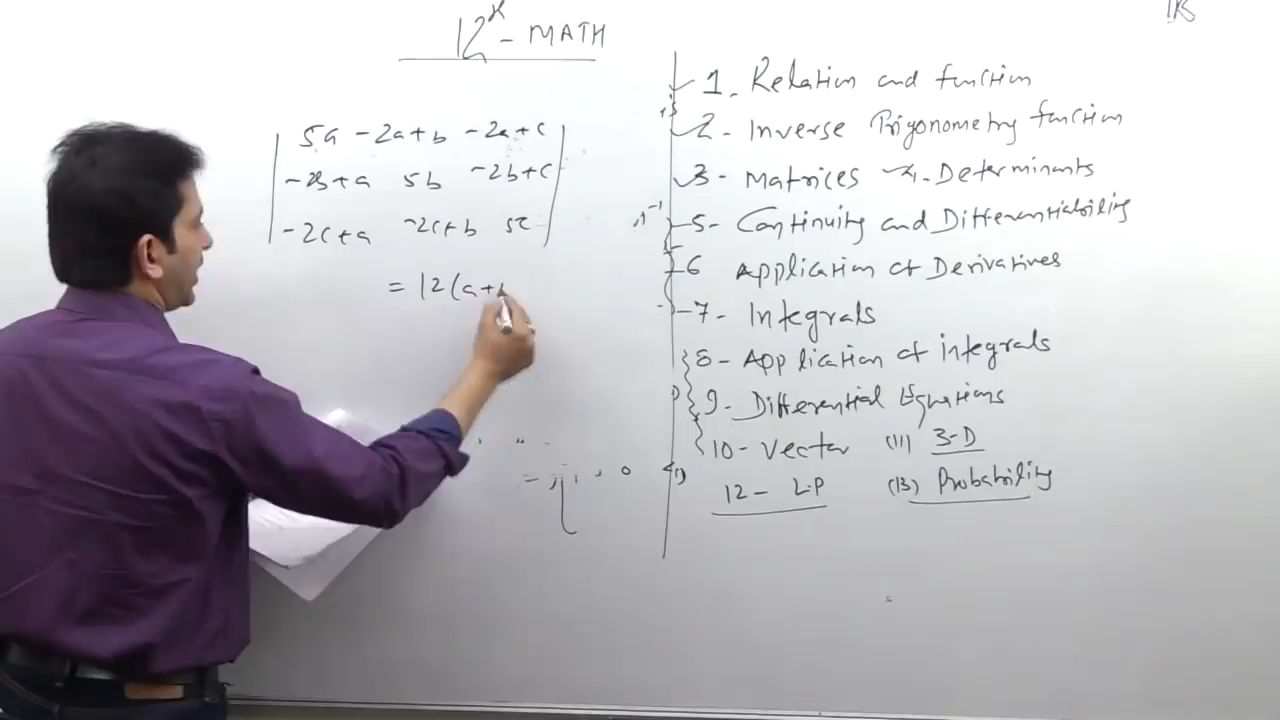 12th - MATH
5a -2a+b -2a+c
-2b+a 5b -2b+c
-2c+a -2c+b 5c
= 12(a+
1. Relation and function
2- Inverse Trigonometry function
3- Matrices 4. Determinants
5- Continuity and Differentiability
6 Application of Derivatives
7- Integrals
8- Application of integrals
9. Differential Equations
10- Vector (11) 3-D
12- L.P (13) Probability